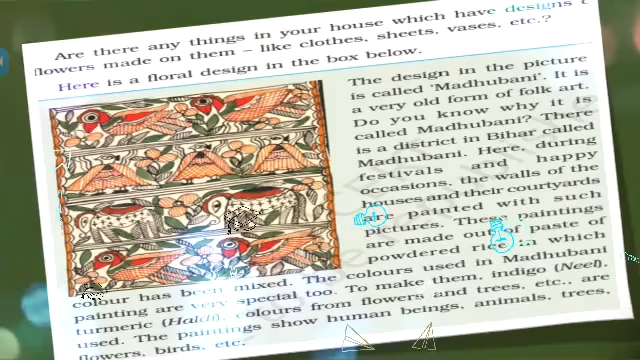 Are there any things in your house which have designs
flowers made on them – like clothes, sheets, vases, etc.?
Here is a floral design in the box below.
The design in the picture
is called 'Madhubani'. It is
a very old form of folk art.
Do you know why it is
called Madhubani? There
is a district in Bihar called
Madhubani. Here, during
festivals and happy
occasions, the walls of the
houses and their courtyards
are painted with such
pictures. These paintings
are made out of paste of
powdered rice in which
colour has been mixed. The colours used in Madhubani
painting are very special too. To make them, indigo (Neel),
turmeric (Haldi), colours from flowers and trees, etc., are
used. The paintings show human beings, animals, trees,
flowers, birds, etc.